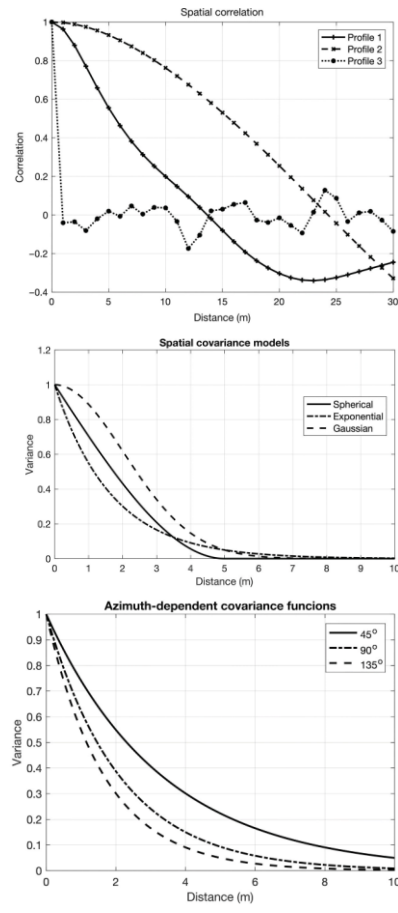 Spatial correlation
Profile 1
Profile 2
Profile 3
1
0.8
0.6
0.4
0.2
0
−0.2
−0.4
Correlation
0 5 10 15 20 25 30
Distance (m)
Spatial covariance models
Spherical
Exponential
Gaussian
1.2
1
0.8
0.6
0.4
0.2
0
Variance
0 1 2 3 4 5 6 7 8 9 10
Distance (m)
Azimuth-dependent covariance funcions
45°
90°
135°
1
0.9
0.8
0.7
0.6
0.5
0.4
0.3
0.2
0.1
0
Variance
0 2 4 6 8 10
Distance (m)